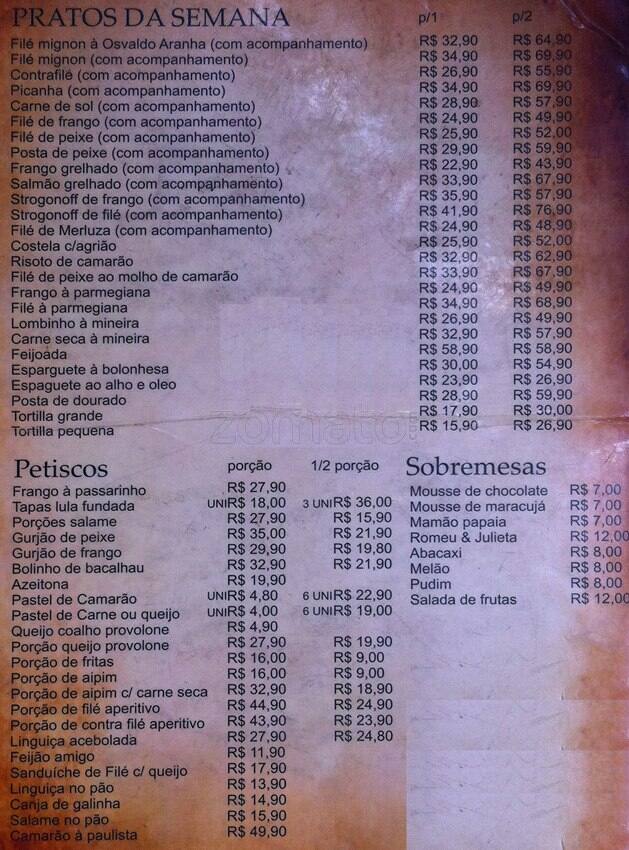 PRATOS DA SEMANA p/1 p/2
Filé mignon à Osvaldo Aranha (com acompanhamento) R$ 32,90 R$ 64,90
Filé mignon (com acompanhamento) R$ 34,90 R$ 69,90
Contrafilé (com acompanhamento) R$ 26,90 R$ 55,90
Picanha (com acompanhamento) R$ 34,90 R$ 69,90
Carne de sol (com acompanhamento) R$ 28,90 R$ 57,90
Filé de frango (com acompanhamento) R$ 24,90 R$ 49,90
Filé de peixe (com acompanhamento) R$ 25,90 R$ 52,00
Posta de peixe (com acompanhamento) R$ 29,90 R$ 59,90
Frango grelhado (com acompanhamento) R$ 22,90 R$ 43,90
Salmão grelhado (com acompanhamento) R$ 33,90 R$ 67,90
Strogonoff de frango (com acompanhamento) R$ 35,90 R$ 57,90
Strogonoff de filé (com acompanhamento) R$ 41,90 R$ 76,90
Filé de Merluza (com acompanhamento) R$ 24,90 R$ 48,90
Costela c/agrião R$ 25,90 R$ 52,00
Risoto de camarão R$ 32,90 R$ 62,90
Filé de peixe ao molho de camarão R$ 33,90 R$ 67,90
Frango à parmegiana R$ 24,90 R$ 49,90
Filé à parmegiana R$ 34,90 R$ 68,90
Lombinho à mineira R$ 26,90 R$ 49,90
Carne seca à mineira R$ 32,90 R$ 57,90
Feijoada R$ 58,90 R$ 58,90
Esparguete à bolonhesa R$ 30,00 R$ 54,90
Espaguete ao alho e oleo R$ 23,90 R$ 26,90
Posta de dourado R$ 28,90 R$ 59,90
Tortilla grande R$ 17,90 R$ 30,00
Tortilla pequena R$ 15,90 R$ 26,90
zomato
Petiscos porção 1/2 porção
Frango à passarinho R$ 27,90
Tapas lula fundada UNI R$ 18,00 3 UNI R$ 36,00
Porções salame R$ 27,90 R$ 15,90
Gurjão de peixe R$ 35,00 R$ 21,90
Gurjão de frango R$ 29,90 R$ 19,80
Bolinho de bacalhau R$ 32,90 R$ 21,90
Azeitona R$ 19,90
Pastel de Camarão UNI R$ 4,80 6 UNI R$ 22,90
Pastel de Carne ou queijo UNI R$ 4,00 6 UNI R$ 19,00
Queijo coalho provolone R$ 4,90
Porção queijo provolone R$ 27,90 R$ 19,90
Porção de fritas R$ 16,00 R$ 9,00
Porção de aipim R$ 16,00 R$ 9,00
Porção de aipim c/ carne seca R$ 32,90 R$ 18,90
Porção de filé aperitivo R$ 44,90 R$ 24,90
Porção de contra filé aperitivo R$ 43,90 R$ 23,90
Linguiça acebolada R$ 27,90 R$ 24,80
Feijão amigo R$ 11,90
Sanduíche de Filé c/ queijo R$ 17,90
Linguiça no pão R$ 13,90
Canja de galinha R$ 14,90
Salame no pão R$ 15,90
Camarão à paulista R$ 49,90
Sobremesas
Mousse de chocolate R$ 7,00
Mousse de maracujá R$ 7,00
Mamão papaia R$ 7,00
Romeu & Julieta R$ 12,00
Abacaxi R$ 8,00
Melão R$ 8,00
Pudim R$ 8,00
Salada de frutas R$ 12,00